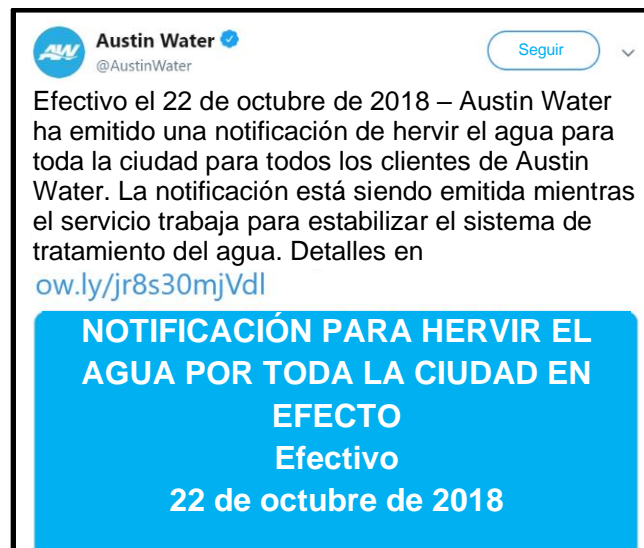 AW
Austin Water
@AustinWater
Seguir
Efectivo el 22 de octubre de 2018 – Austin Water
ha emitido una notificación de hervir el agua para
toda la ciudad para todos los clientes de Austin
Water. La notificación está siendo emitida mientras
el servicio trabaja para estabilizar el sistema de
tratamiento del agua. Detalles en
ow.ly/jr8s30mjVdl
NOTIFICACIÓN PARA HERVIR EL
AGUA POR TODA LA CIUDAD EN
EFECTO
Efectivo
22 de octubre de 2018